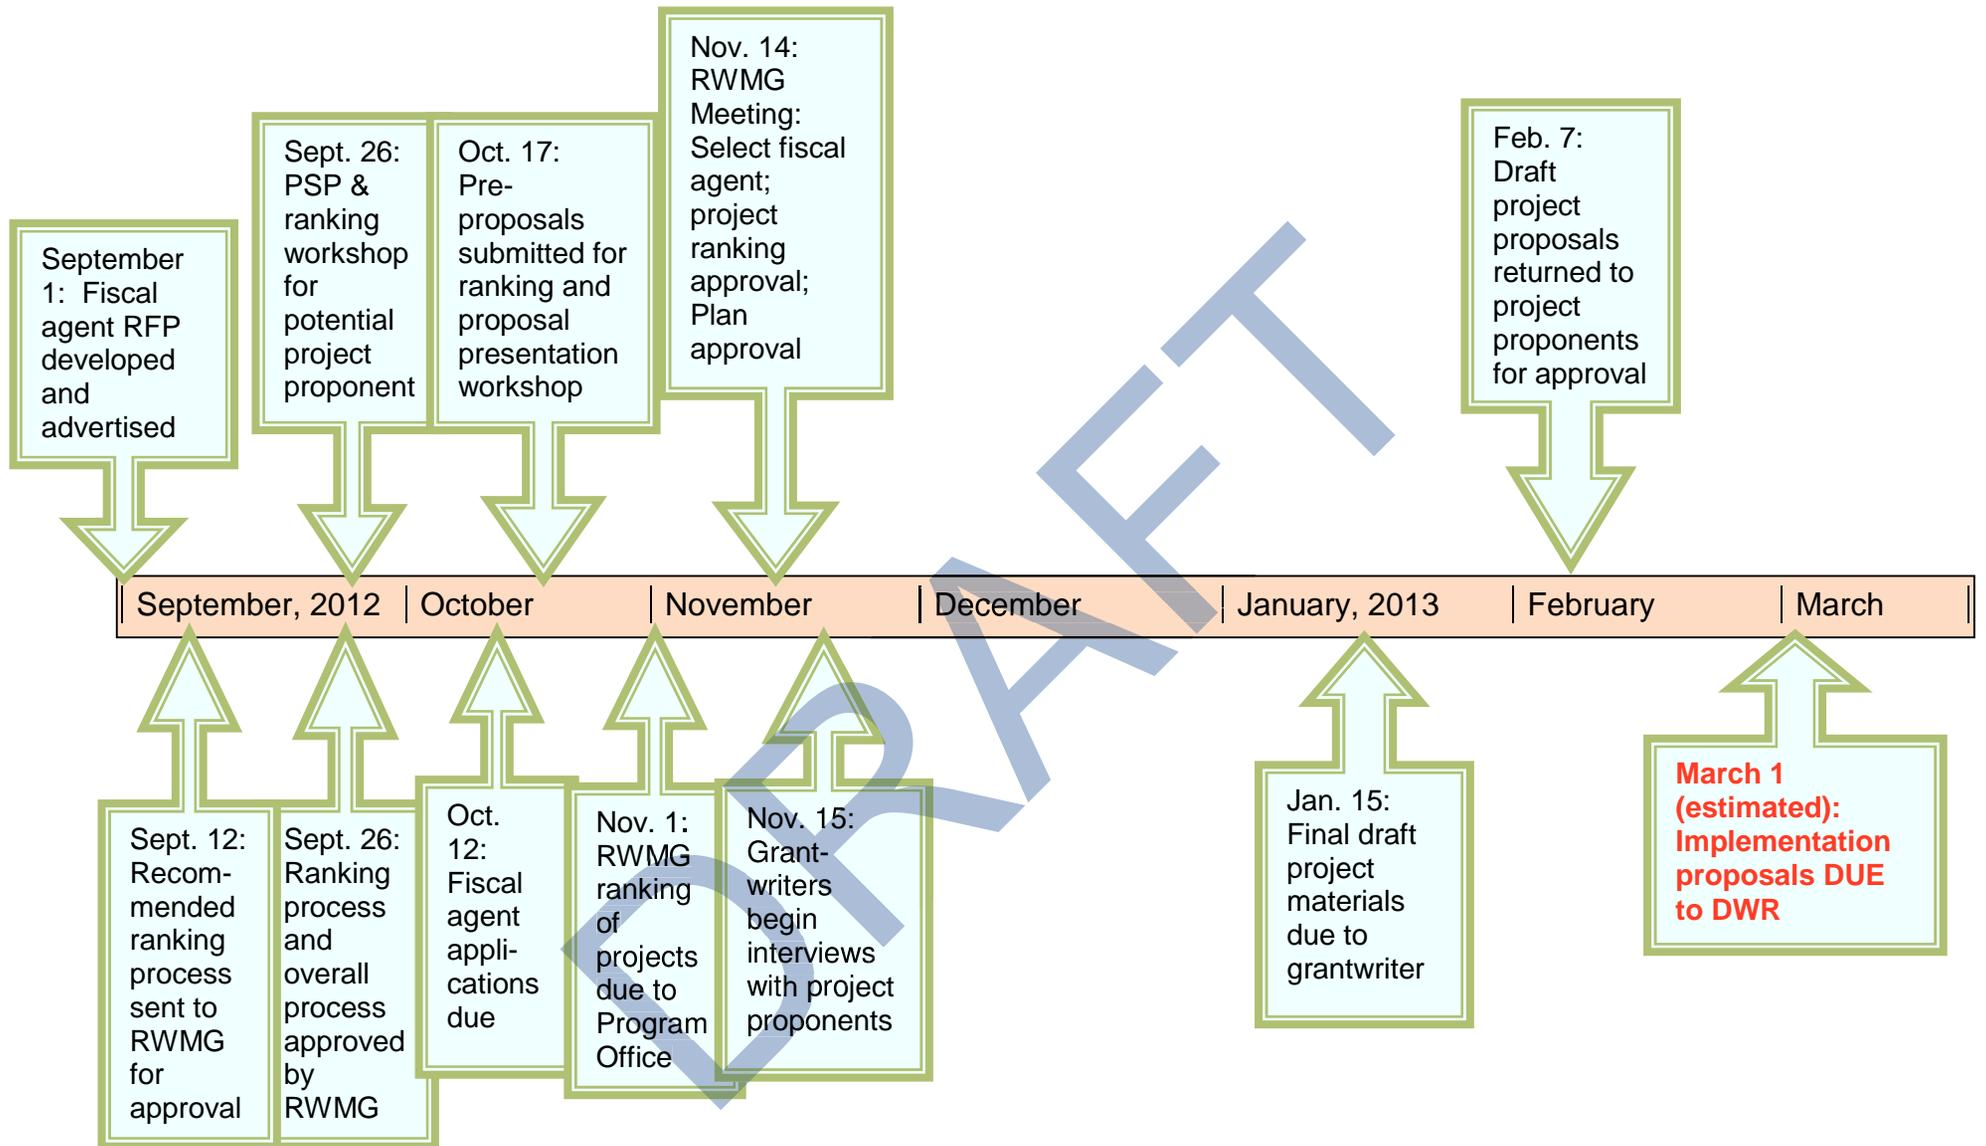 Nov. 14:
RWMG
Meeting:
Select fiscal
agent;
project
ranking
approval;
Plan
approval
Sept. 26:
PSP &
ranking
workshop
for
potential
project
proponent
Oct. 17:
Pre-
proposals
submitted for
ranking and
proposal
presentation
workshop
Feb. 7:
Draft
project
proposals
returned to
project
proponents
for approval
September
1:  Fiscal
agent RFP
developed
and
advertised
September, 2012
October
November
December
January, 2013
February
March
Sept. 12:
Recom-
mended
ranking
process
sent to
RWMG
for
approval
Sept. 26:
Ranking
process
and
overall
process
approved
by
RWMG
Oct.
12:
Fiscal
agent
appli-
cations
due
Nov. 1:
RWMG
ranking
of
projects
due to
Program
Office
Nov. 15:
Grant-
writers
begin
interviews
with project
proponents
Jan. 15:
Final draft
project
materials
due to
grantwriter
March 1
(estimated):
Implementation
proposals DUE
to DWR
DRAFT